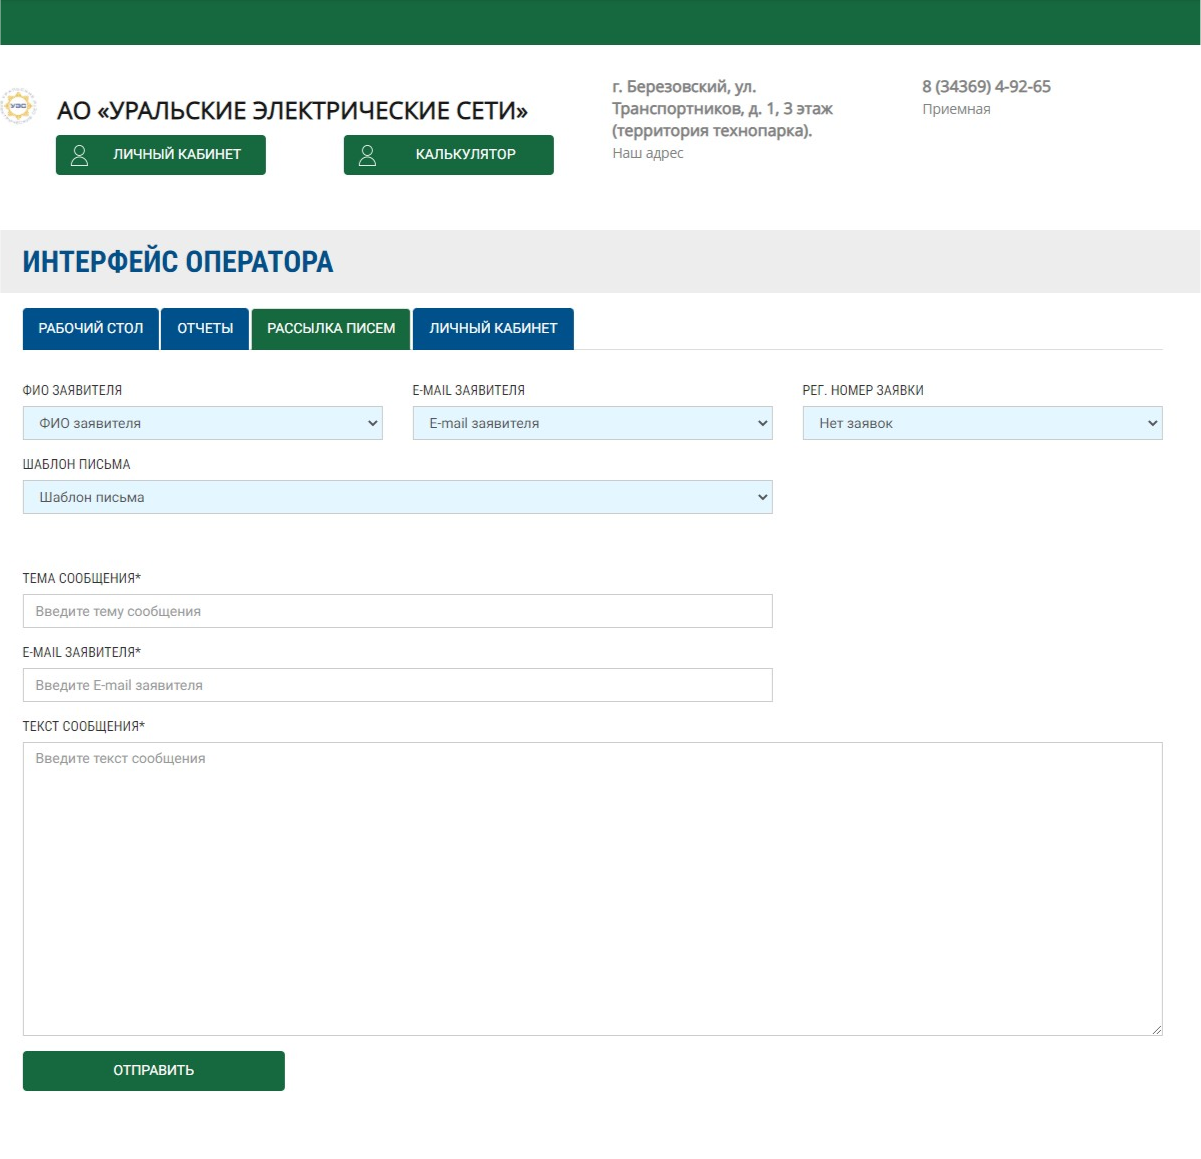 УЭС
АО «УРАЛЬСКИЕ ЭЛЕКТРИЧЕСКИЕ СЕТИ»
ЛИЧНЫЙ КАБИНЕТ
КАЛЬКУЛЯТОР
г. Березовский, ул.
Транспортников, д. 1, 3 этаж
(территория технопарка).
Наш адрес
8 (34369) 4-92-65
Приемная
ИНТЕРФЕЙС ОПЕРАТОРА
РАБОЧИЙ СТОЛ
ОТЧЕТЫ
РАССЫЛКА ПИСЕМ
ЛИЧНЫЙ КАБИНЕТ
ФИО ЗАЯВИТЕЛЯ
ФИО заявителя
E-MAIL ЗАЯВИТЕЛЯ
E-mail заявителя
РЕГ. НОМЕР ЗАЯВКИ
Нет заявок
ШАБЛОН ПИСЬМА
Шаблон письма
ТЕМА СООБЩЕНИЯ*
Введите тему сообщения
E-MAIL ЗАЯВИТЕЛЯ*
Введите E-mail заявителя
ТЕКСТ СООБЩЕНИЯ*
Введите текст сообщения
ОТПРАВИТЬ